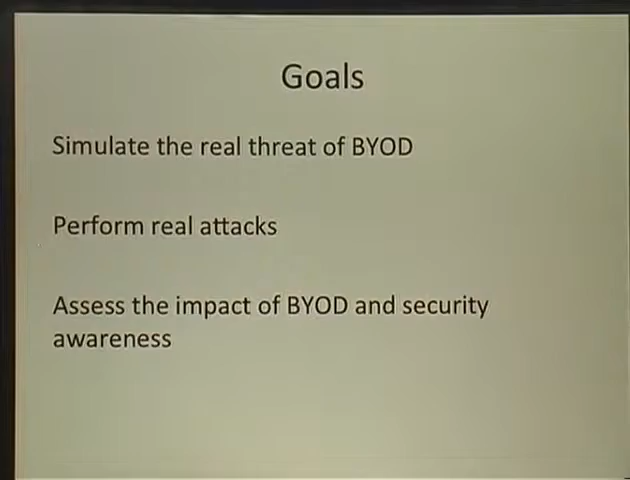 Goals
Simulate the real threat of BYOD
Perform real attacks
Assess the impact of BYOD and security
awareness